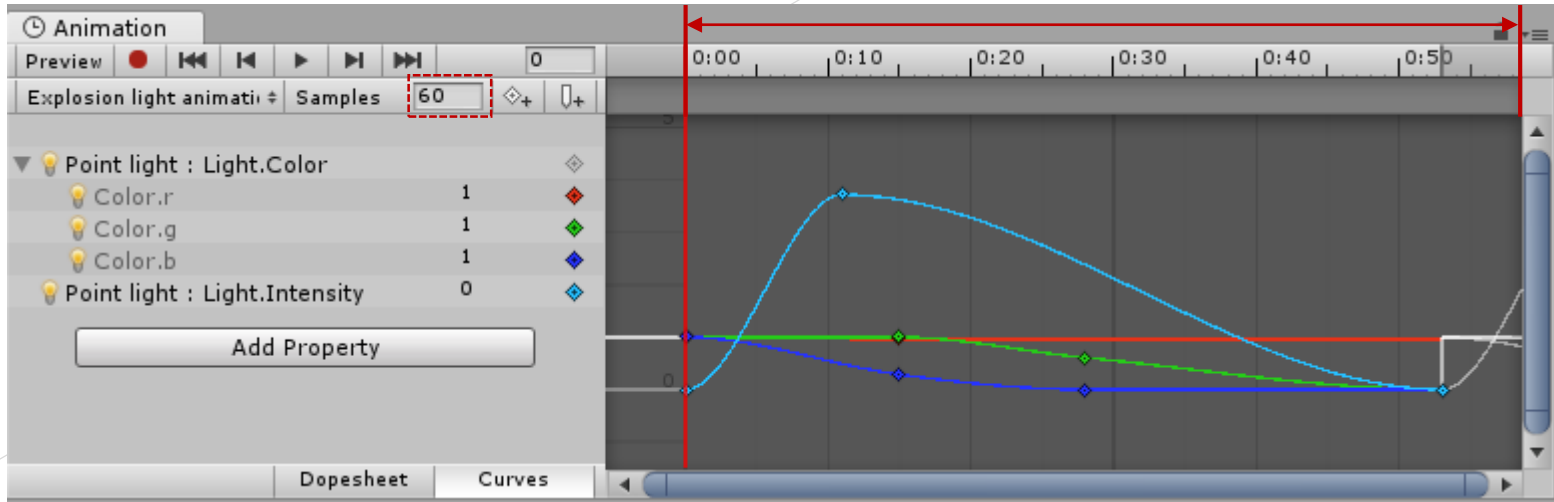 Animation
Preview 0 0:00 0:10 0:20 0:30 0:40 0:50
Explosion light animati Samples 60
5
Point light : Light.Color
Color.r 1
Color.g 1
Color.b 1
Point light : Light.Intensity 0
Add Property
0
Dopesheet Curves